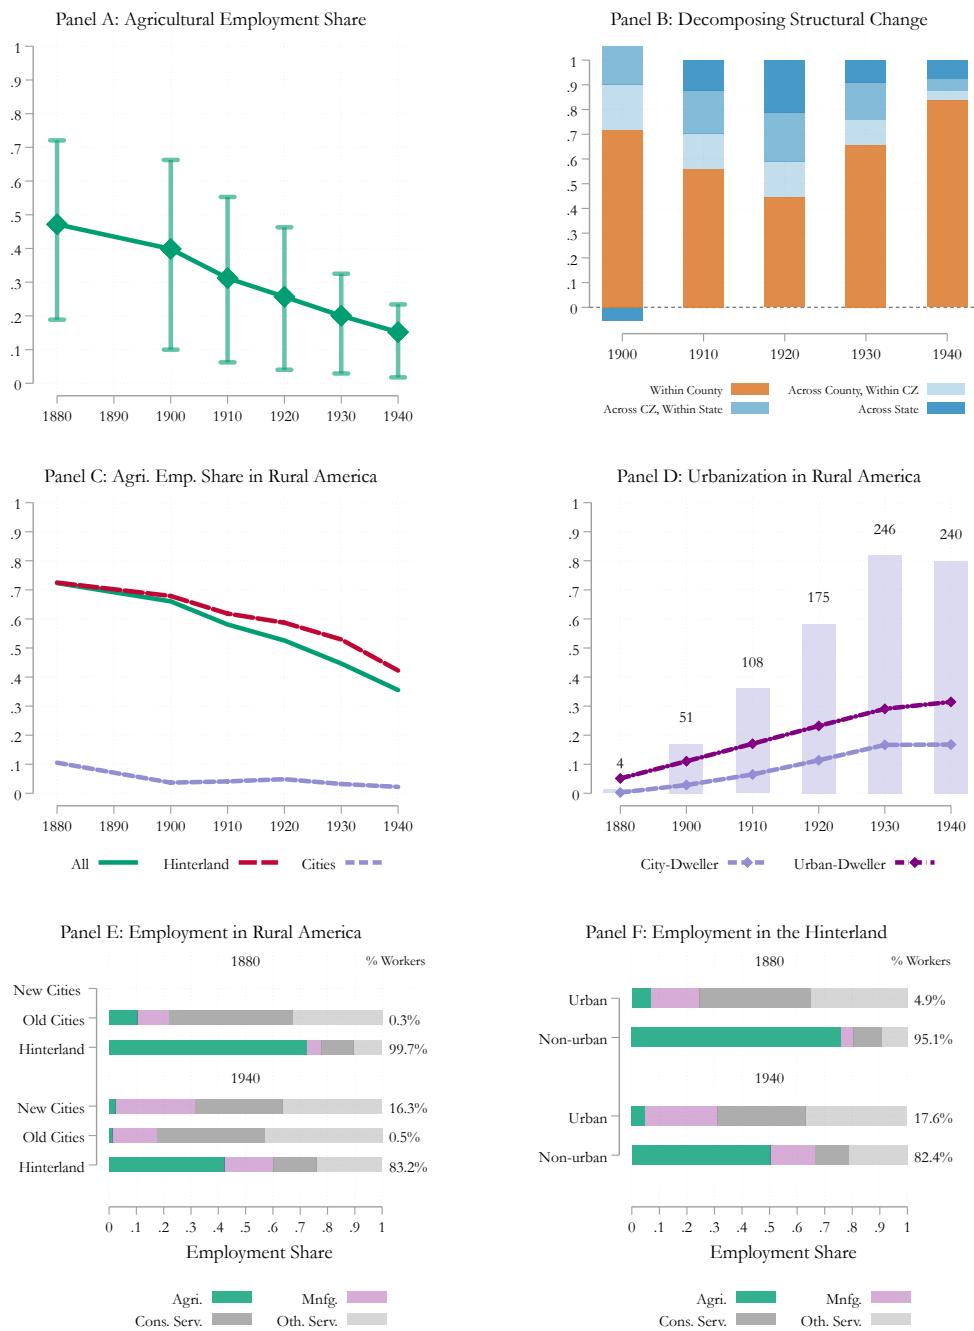 Panel A: Agricultural Employment Share
1
.9
.8
.7
.6
.5
.4
.3
.2
.1
0
1880 1890 1900 1910 1920 1930 1940
Panel B: Decomposing Structural Change
1
.9
.8
.7
.6
.5
.4
.3
.2
.1
0
1900 1910 1920 1930 1940
Within County Across County, Within CZ
Across CZ, Within State Across State
Panel C: Agri. Emp. Share in Rural America
1
.9
.8
.7
.6
.5
.4
.3
.2
.1
0
1880 1890 1900 1910 1920 1930 1940
All Hinterland Cities
Panel D: Urbanization in Rural America
1
.9
.8
.7
.6
.5
.4
.3
.2
.1
0
4 51 108 175 246 240
1880 1900 1910 1920 1930 1940
City-Dweller Urban-Dweller
Panel E: Employment in Rural America
1880 % Workers
New Cities
Old Cities 0.3%
Hinterland 99.7%
1940
New Cities 16.3%
Old Cities 0.5%
Hinterland 83.2%
0 .1 .2 .3 .4 .5 .6 .7 .8 .9 1
Employment Share
Agri. Mnfg.
Cons. Serv. Oth. Serv.
Panel F: Employment in the Hinterland
1880 % Workers
Urban 4.9%
Non-urban 95.1%
1940
Urban 17.6%
Non-urban 82.4%
0 .1 .2 .3 .4 .5 .6 .7 .8 .9 1
Employment Share
Agri. Mnfg.
Cons. Serv. Oth. Serv.